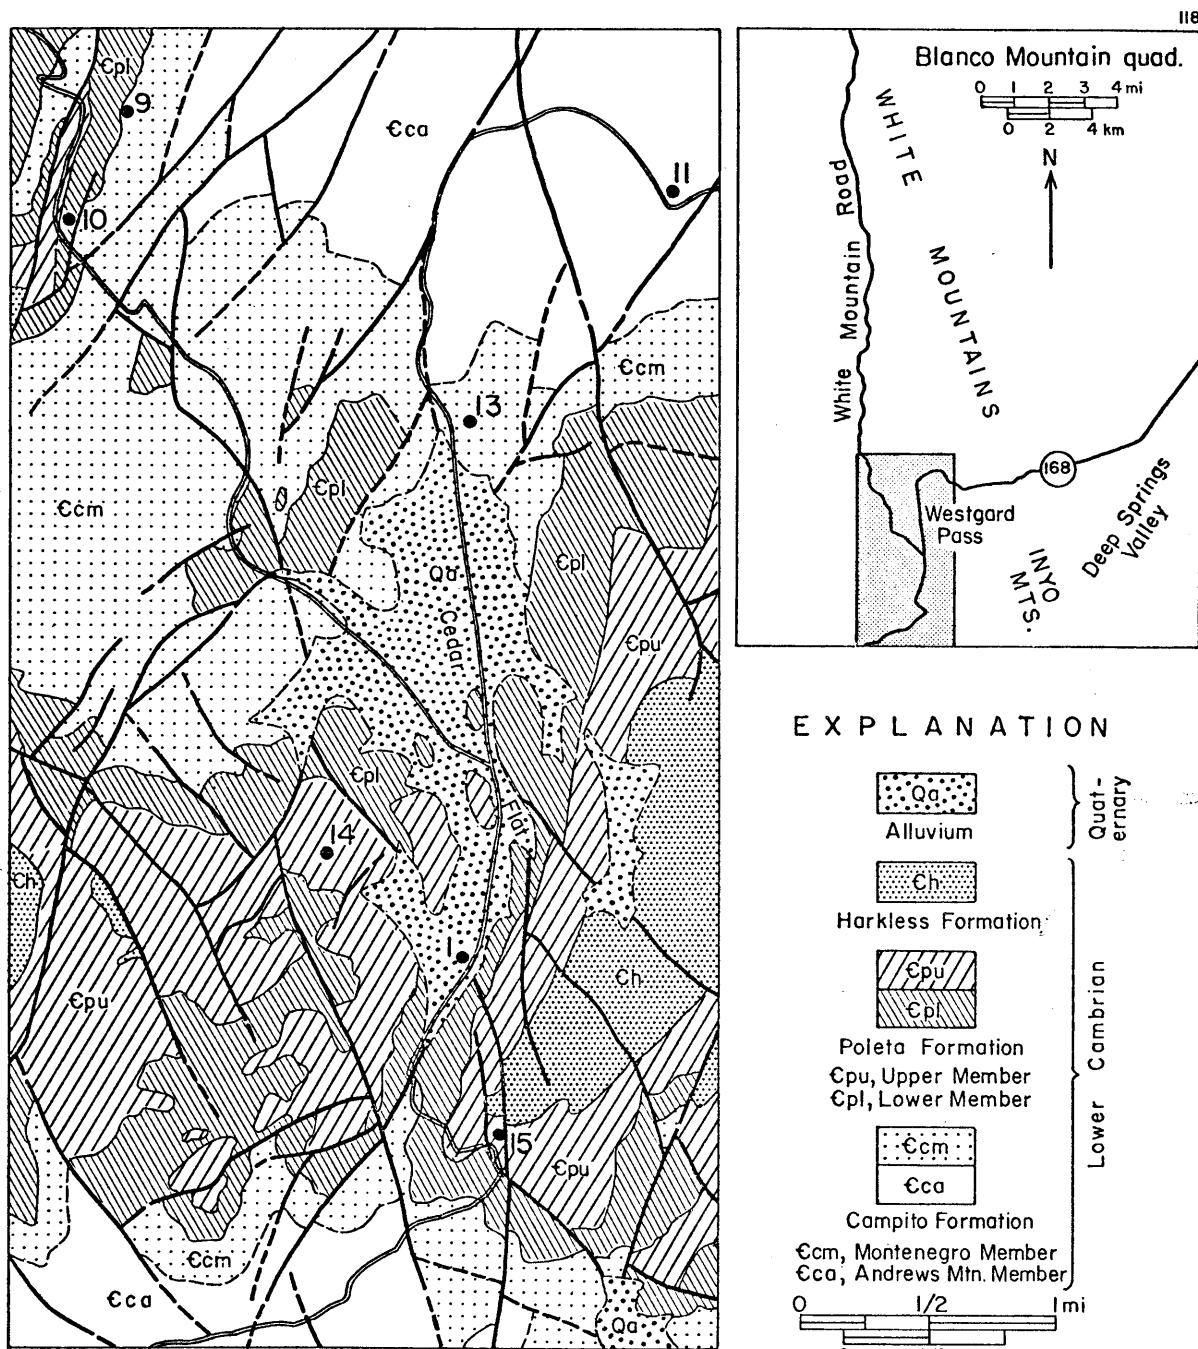 118
Єpl
9
Єca
11
10
Єcm
13
Єpl
Єcm
Qa
Єpl
Cedar
Єpu
Єpl
Flat
14
Єh
1
Єh
Єpu
15
Єpu
Єcm
Єca
Qa
Blanco Mountain quad.
0 1 2 3 4 mi
0 2 4 km
N
WHITE
MOUNTAINS
White Mountain Road
168
Westgard
Pass
Deep Springs
Valley
INYO
MTS.
EXPLANATION
Qa
Alluvium
Quat-
ernary
Єh
Harkless Formation
Єpu
Єpl
Poleta Formation
Єpu, Upper Member
Єpl, Lower Member
Єcm
Єca
Campito Formation
Єcm, Montenegro Member
Єca, Andrews Mtn. Member
Lower Cambrian
0 1/2 1 mi